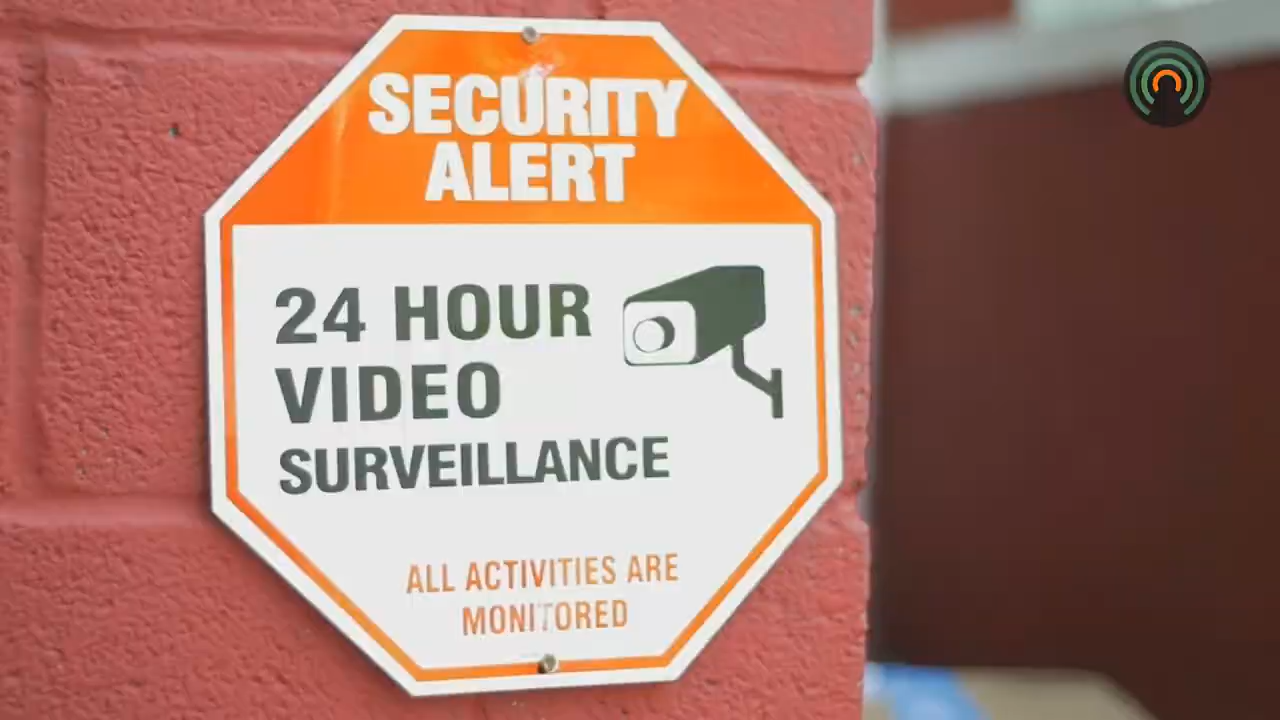 SECURITY
ALERT
24 HOUR
VIDEO
SURVEILLANCE
ALL ACTIVITIES ARE
MONITORED